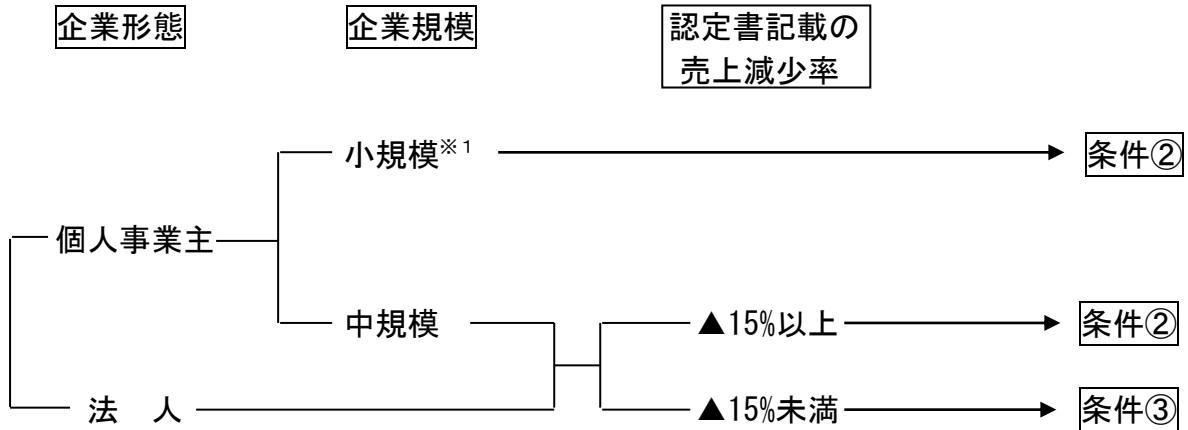 企業形態
企業規模
認定書記載の
売上減少率
小規模※1
条件②
個人事業主
中規模
▲15%以上
条件②
法　人
▲15%未満
条件③